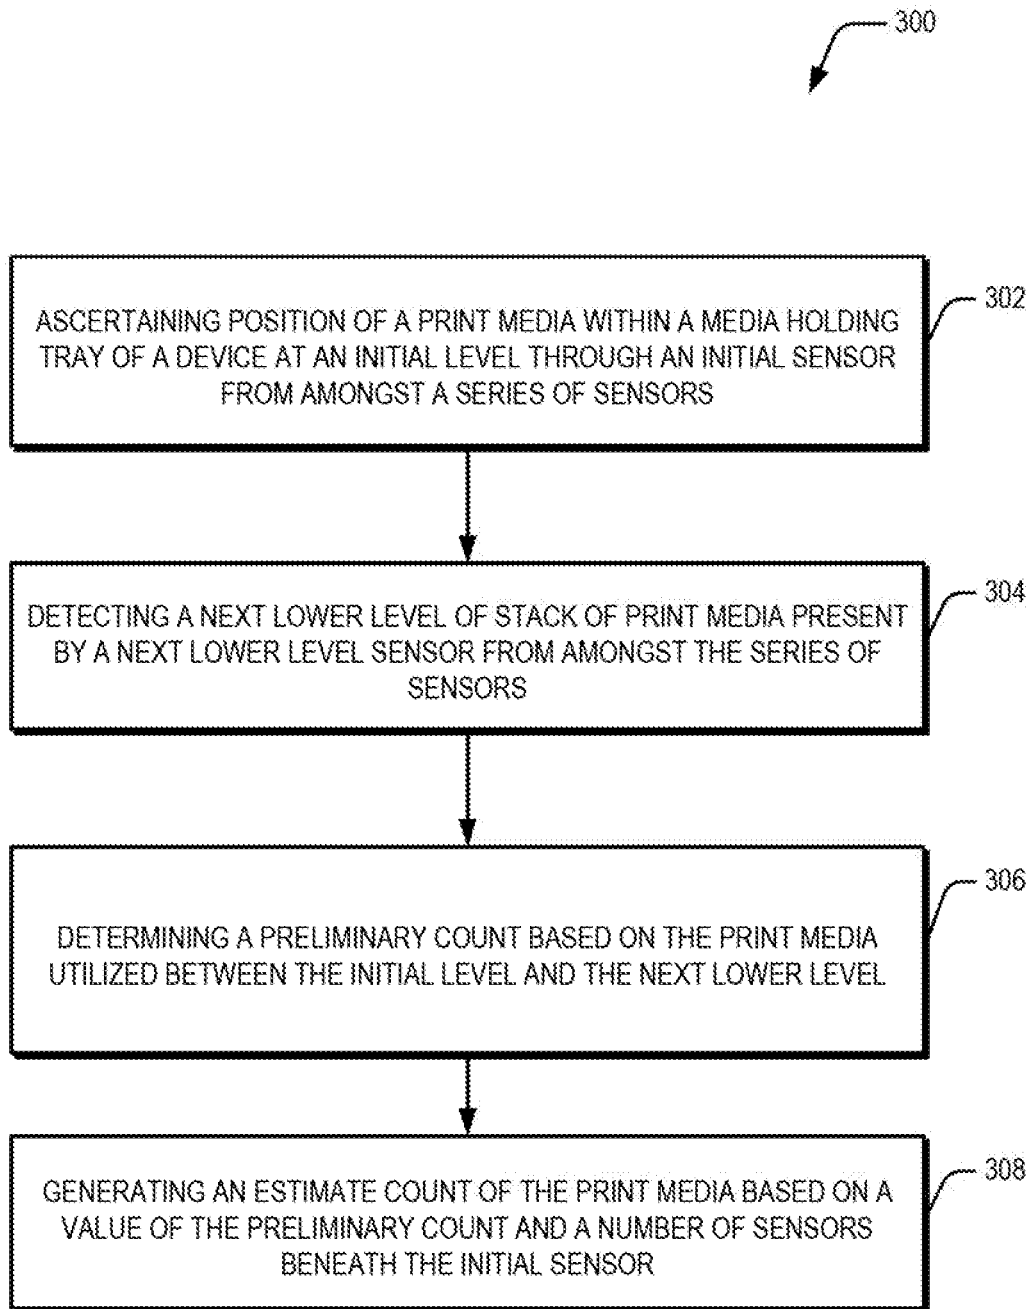 300
ASCERTAINING POSITION OF A PRINT MEDIA WITHIN A MEDIA HOLDING
TRAY OF A DEVICE AT AN INITIAL LEVEL THROUGH AN INITIAL SENSOR
FROM AMONGST A SERIES OF SENSORS
302
DETECTING A NEXT LOWER LEVEL OF STACK OF PRINT MEDIA PRESENT
BY A NEXT LOWER LEVEL SENSOR FROM AMONGST THE SERIES OF
SENSORS
304
DETERMINING A PRELIMINARY COUNT BASED ON THE PRINT MEDIA
UTILIZED BETWEEN THE INITIAL LEVEL AND THE NEXT LOWER LEVEL
306
GENERATING AN ESTIMATE COUNT OF THE PRINT MEDIA BASED ON A
VALUE OF THE PRELIMINARY COUNT AND A NUMBER OF SENSORS
BENEATH THE INITIAL SENSOR
308